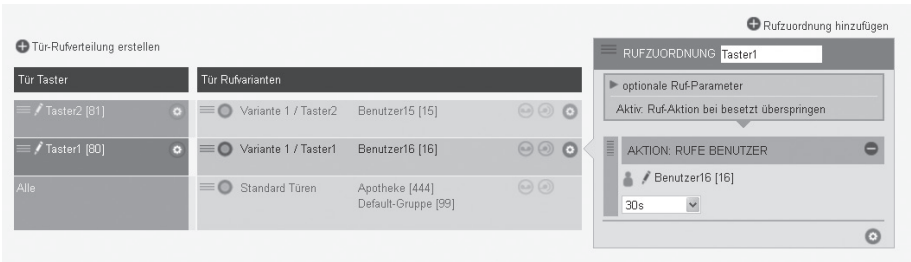 Rufzuordnung hinzufügen
Tür-Rufverteilung erstellen
RUFZUORDNUNG Taster1
Tür Taster Tür Rufvarianten
optionale Ruf-Parameter
Aktiv: Ruf-Aktion bei besetzt überspringen
Taster2 [81] Variante 1 / Taster2 Benutzer15 [15]
Taster1 [80] Variante 1 / Taster1 Benutzer16 [16]
AKTION: RUFE BENUTZER
Benutzer16 [16]
Alle Standard Türen Apotheke [444]
Default-Gruppe [99]
30s